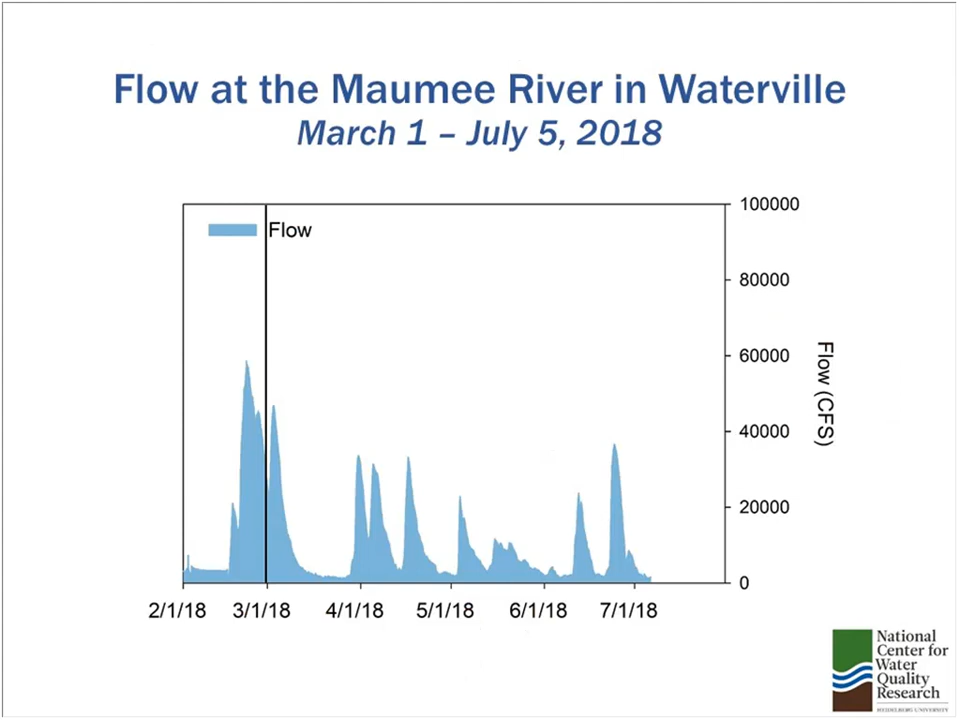 Flow at the Maumee River in Waterville
March 1 – July 5, 2018
Flow
100000
80000
60000
40000
20000
0
Flow (CFS)
2/1/18 3/1/18 4/1/18 5/1/18 6/1/18 7/1/18
National
Center for
Water
Quality
Research
HEIDELBERG UNIVERSITY